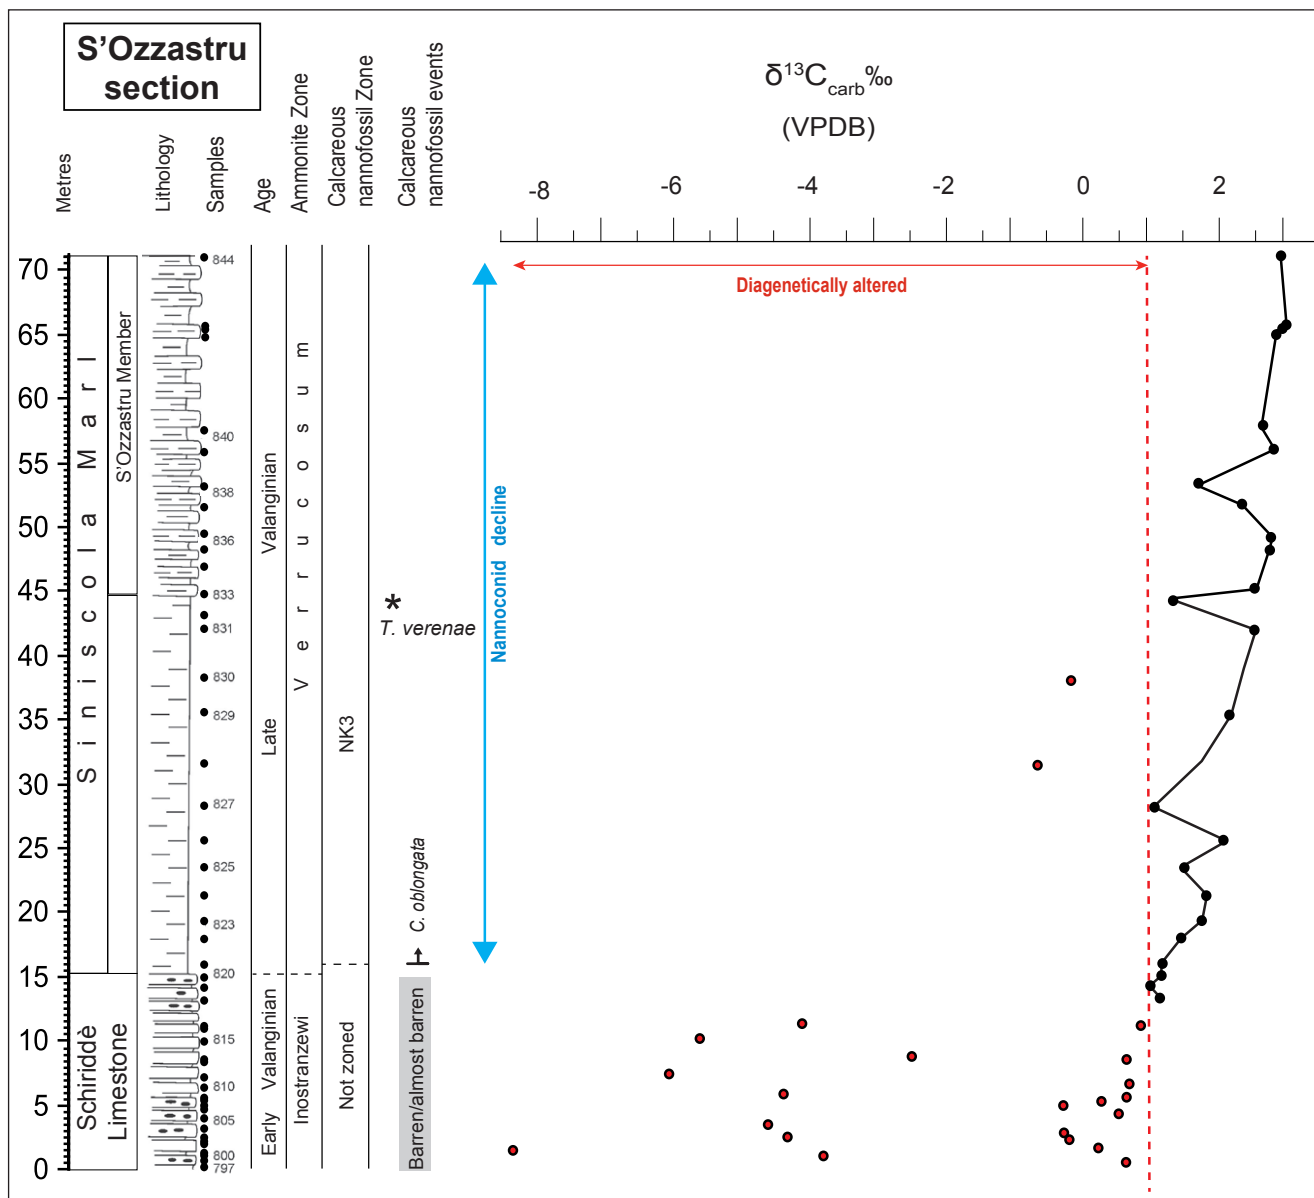 S’Ozzastru
section
Metres
Lithology
Samples
Age
Ammonite Zone
Calcareous
nannofossil Zone
Calcareous
nannofossil events
δ13Ccarb‰
(VPDB)
-8
-6
-4
-2
0
2
70
65
60
55
50
45
40
35
30
25
20
15
10
5
0
Siniscola Marl
S’Ozzastru Member
Schiriddè
Limestone
844
840
838
836
833
831
830
829
827
825
823
820
815
810
805
800
797
Late Valanginian
Early Valanginian
Verrucosum
Inostranzewi
NK3
Not zoned
*
T. verenae
C. oblongata
Barren/almost barren
Nannoconid decline
Diagenetically altered